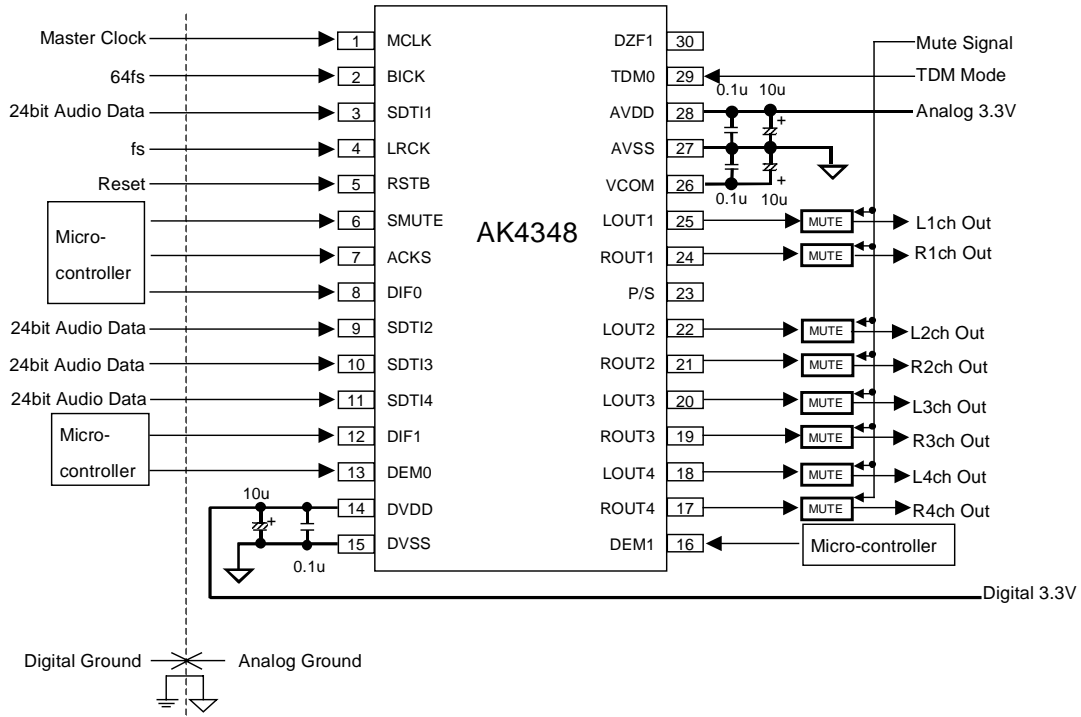 Master Clock 1 MCLK DZF1 30 Mute Signal
64fs 2 BICK TDM0 29 TDM Mode
0.1u 10u
24bit Audio Data 3 SDTI1 AVDD 28 + Analog 3.3V
fs 4 LRCK AVSS 27
Reset 5 RSTB VCOM 26 +
0.1u 10u
6 SMUTE LOUT1 25 MUTE L1ch Out
Micro-
controller
AK4348
7 ACKS ROUT1 24 MUTE R1ch Out
8 DIF0 P/S 23
24bit Audio Data 9 SDTI2 LOUT2 22 MUTE L2ch Out
24bit Audio Data 10 SDTI3 ROUT2 21 MUTE R2ch Out
24bit Audio Data 11 SDTI4 LOUT3 20 MUTE L3ch Out
Micro-
controller
12 DIF1 ROUT3 19 MUTE R3ch Out
13 DEM0 LOUT4 18 MUTE L4ch Out
10u
14 DVDD ROUT4 17 MUTE R4ch Out
+
15 DVSS DEM1 16 Micro-controller
0.1u
Digital 3.3V
Digital Ground Analog Ground